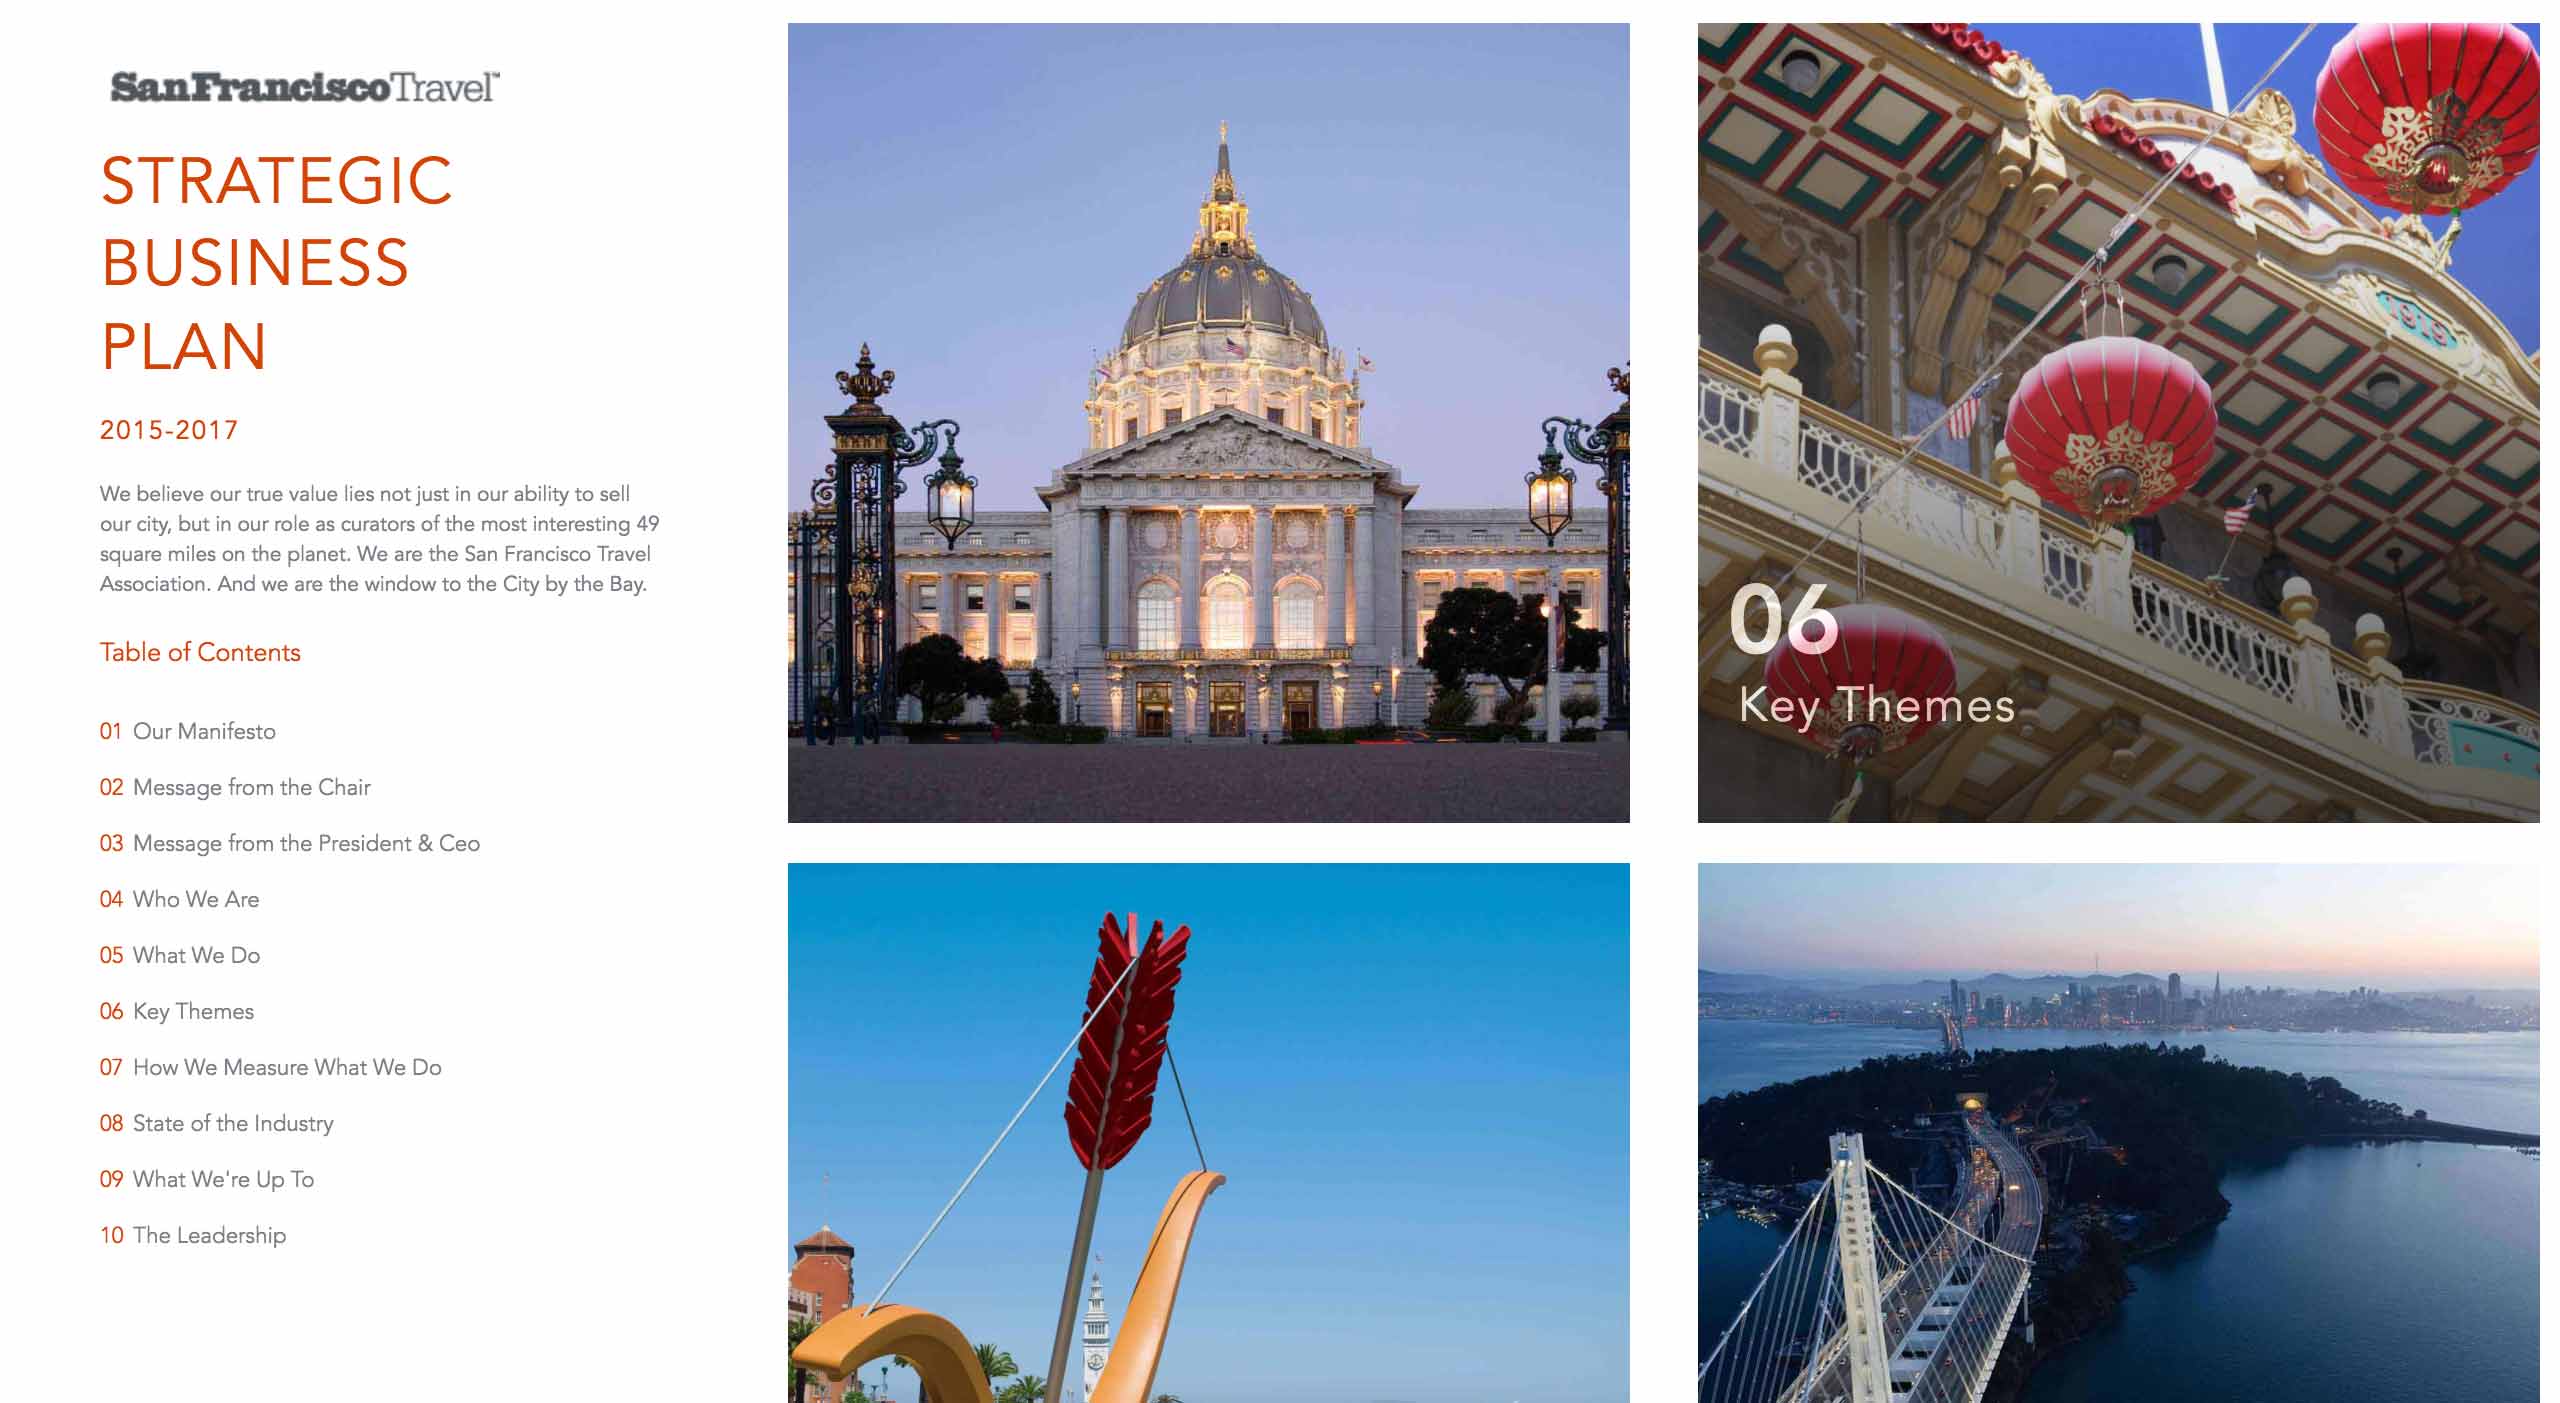 SanFranciscoTravel™
STRATEGIC
BUSINESS
PLAN
2015-2017
We believe our true value lies not just in our ability to sell
our city, but in our role as curators of the most interesting 49
square miles on the planet. We are the San Francisco Travel
Association. And we are the window to the City by the Bay.
Table of Contents
01 Our Manifesto
02 Message from the Chair
03 Message from the President & Ceo
04 Who We Are
05 What We Do
06 Key Themes
07 How We Measure What We Do
08 State of the Industry
09 What We're Up To
10 The Leadership
1919
06
Key Themes